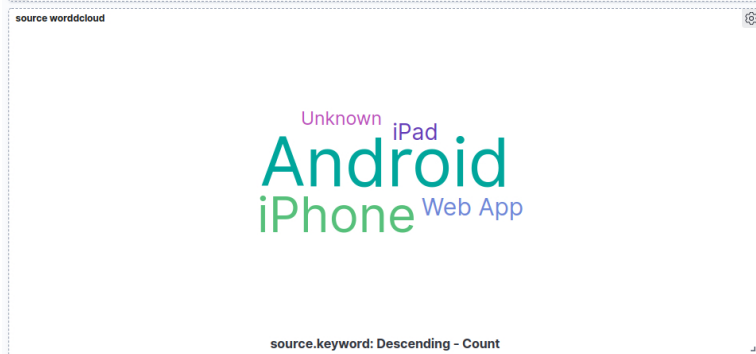 source worddcloud
Unknown
iPad
Android
iPhone
Web App
source.keyword: Descending - Count